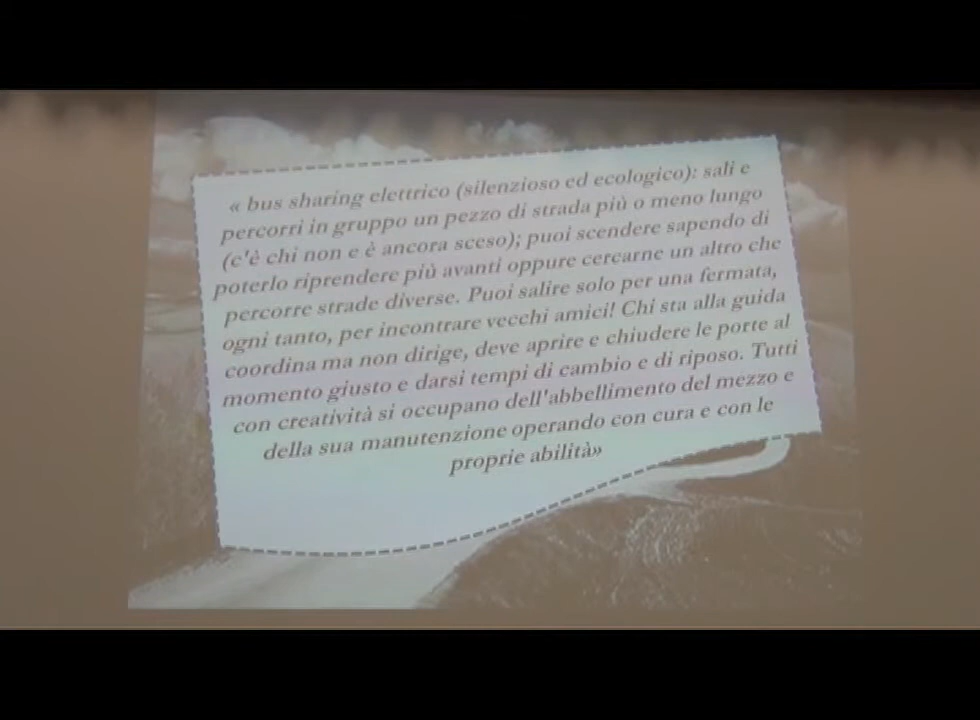 « bus sharing elettrico (silenzioso ed ecologico): sali e
percorri in gruppo un pezzo di strada più o meno lungo
(c'è chi non e è ancora sceso); puoi scendere sapendo di
poterlo riprendere più avanti oppure cercarne un altro che
percorre strade diverse. Puoi salire solo per una fermata,
ogni tanto, per incontrare vecchi amici! Chi sta alla guida
coordina ma non dirige, deve aprire e chiudere le porte al
momento giusto e darsi tempi di cambio e di riposo. Tutti
con creatività si occupano dell'abbellimento del mezzo e
della sua manutenzione operando con cura e con le
proprie abilità»